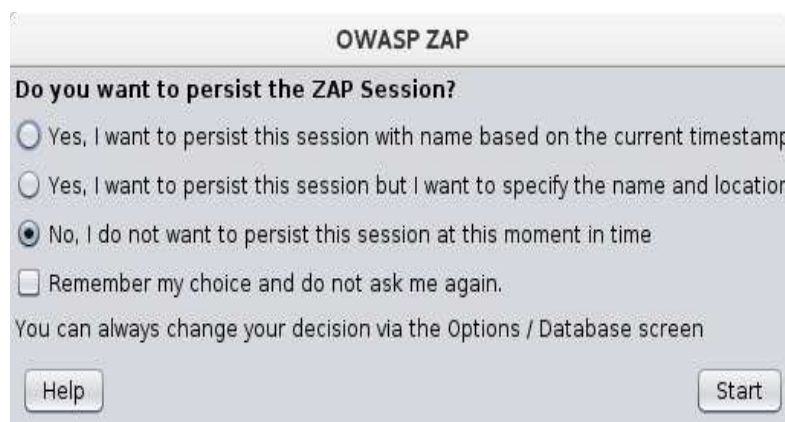 OWASP ZAP
Do you want to persist the ZAP Session?
Yes, I want to persist this session with name based on the current timestamp
Yes, I want to persist this session but I want to specify the name and location
No, I do not want to persist this session at this moment in time
Remember my choice and do not ask me again.
You can always change your decision via the Options / Database screen
Help
Start